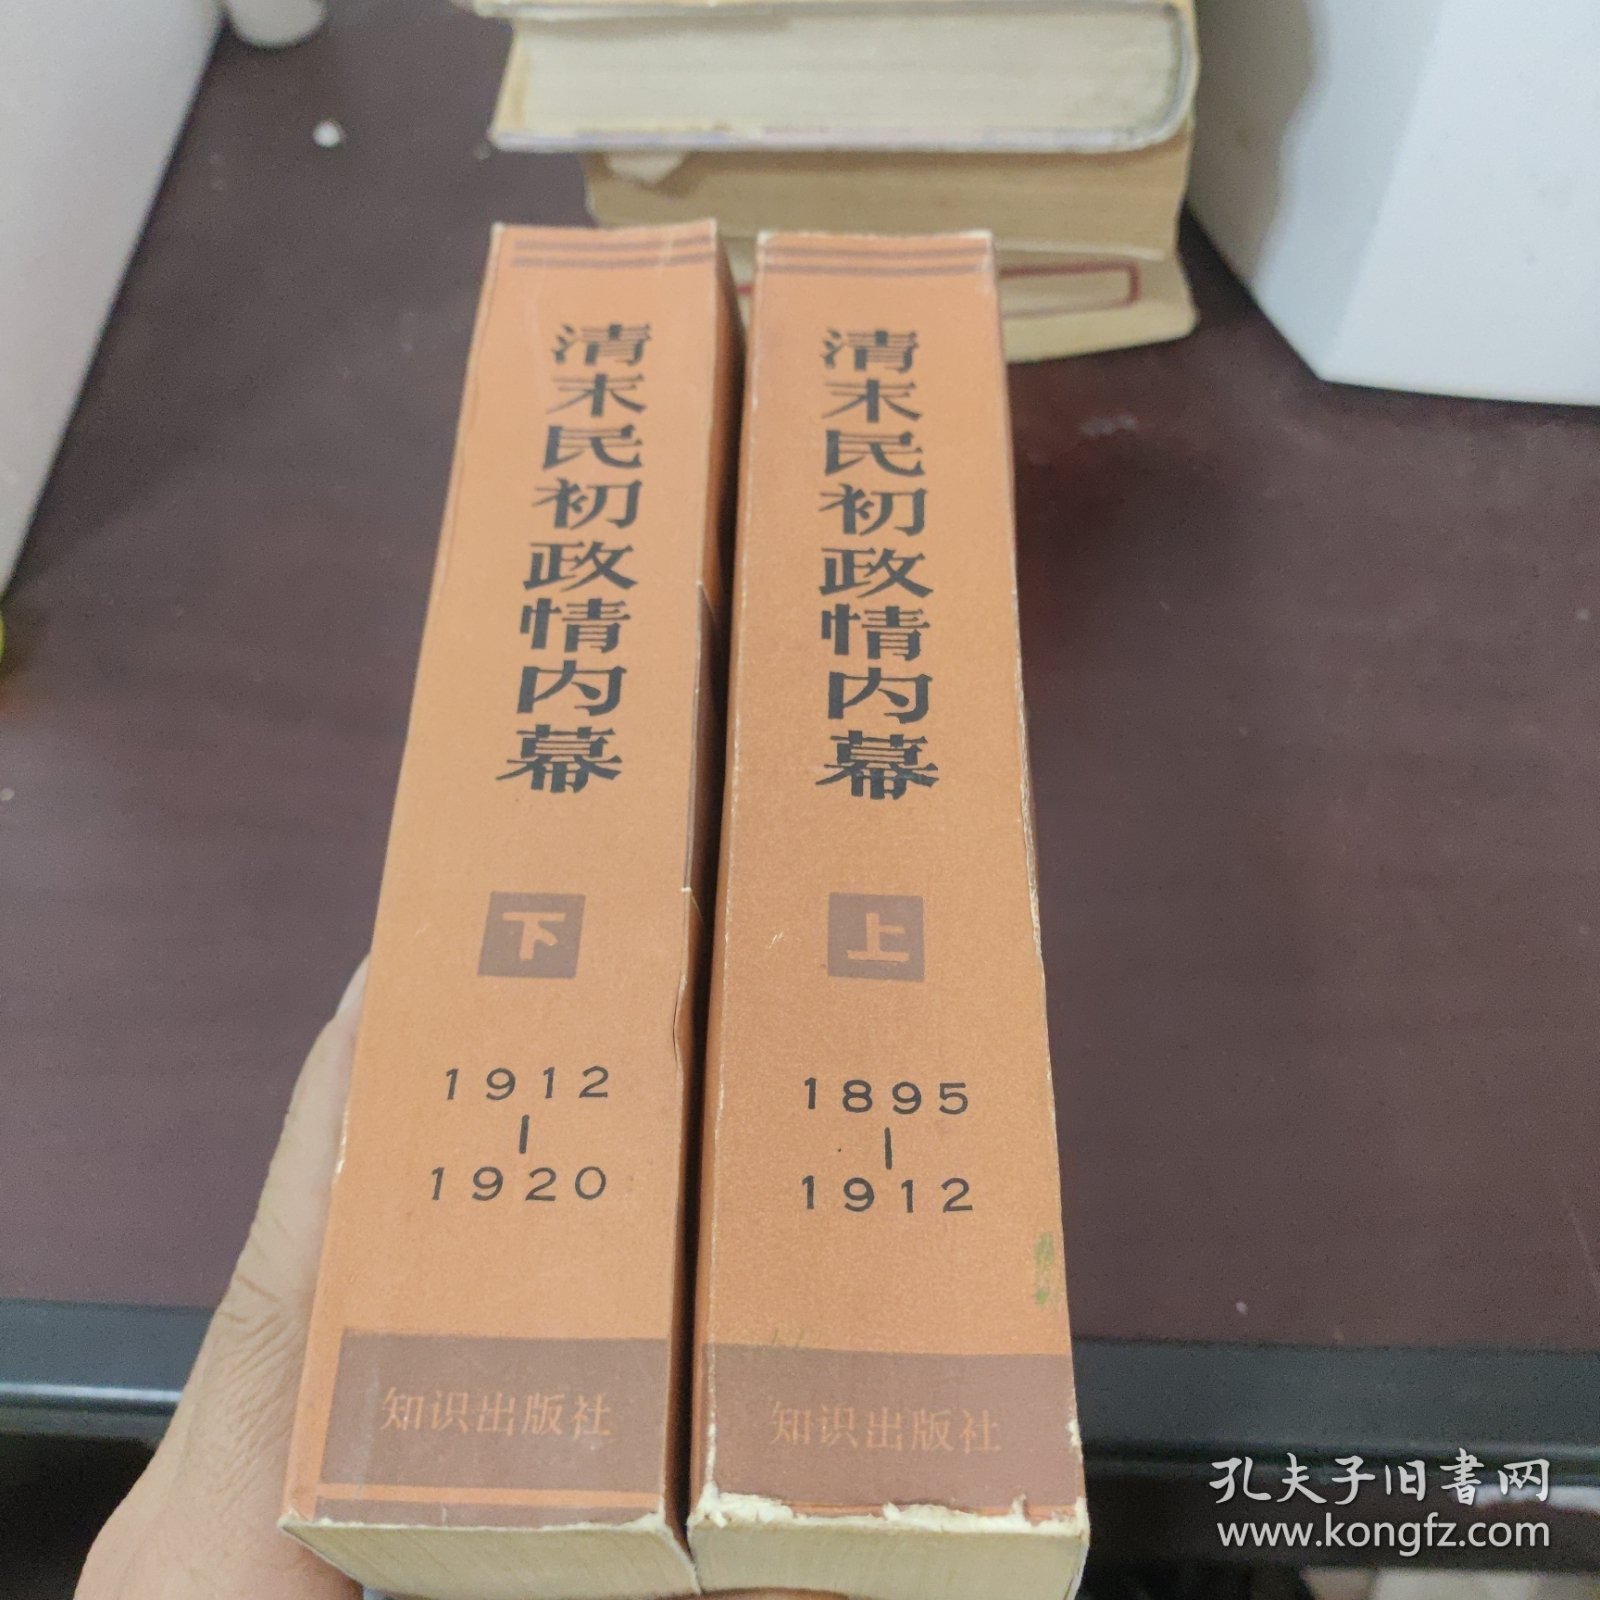 清末民初政情内幕
下
1912
|
1920
知识出版社
清末民初政情内幕
上
1895
|
1912
知识出版社
孔夫子旧書网
www.kongfz.com